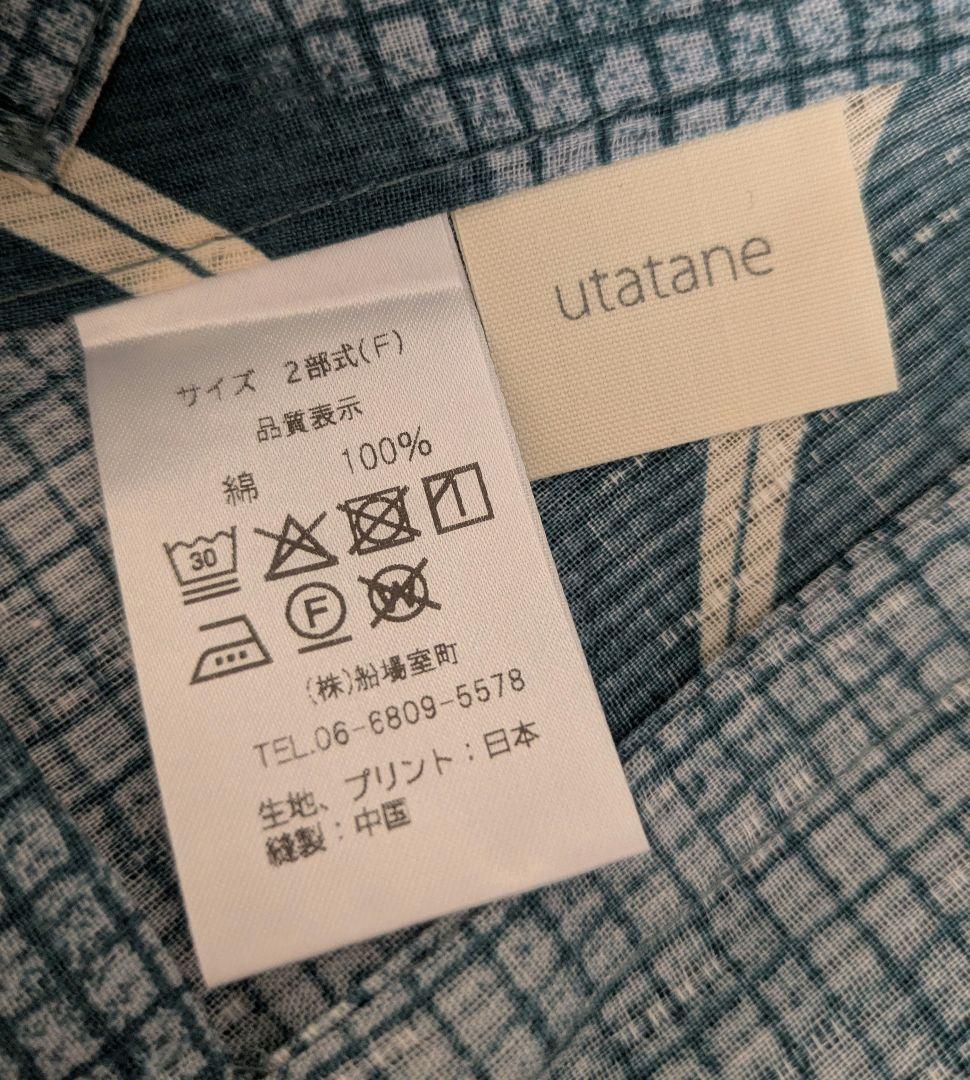 utatane
サイズ 2部式(F)
品質表示
綿 100%
30
F W
(株)船場室町
TEL.06-6809-5578
生地、プリント:日本
縫製:中国